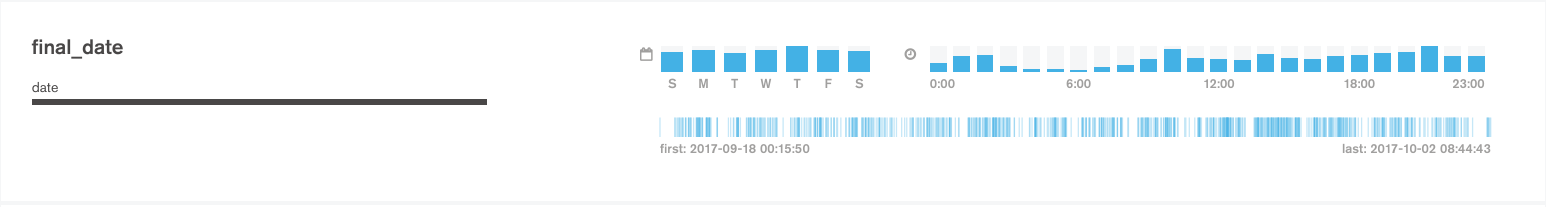 final_date
date
S M T W T F S
0:00 6:00 12:00 18:00 23:00
first: 2017-09-18 00:15:50
last: 2017-10-02 08:44:43